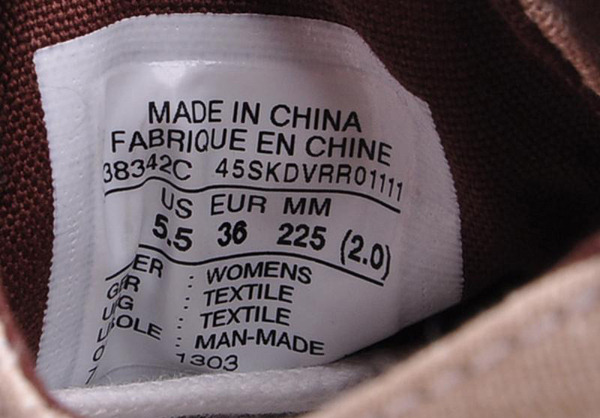 MADE IN CHINA
FABRIQUE EN CHINE
38342C 45SKDVRR01111
US EUR MM
5.5 36 225 (2.0)
: WOMENS
: TEXTILE
: TEXTILE
: MAN-MADE
1303